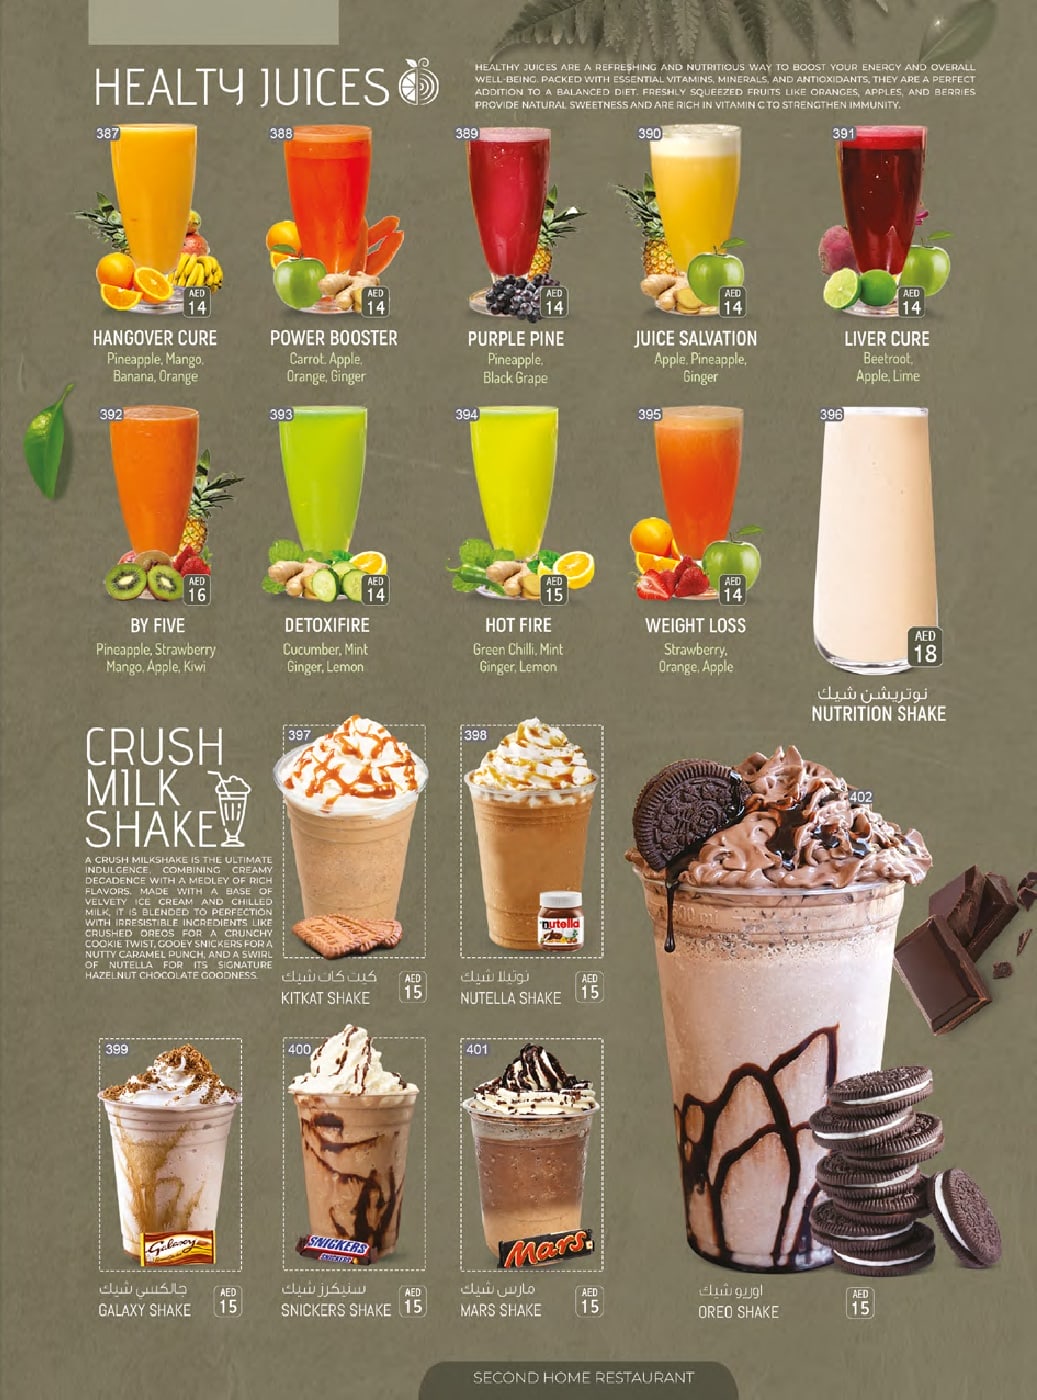 HEALTY JUICES
HEALTHY JUICES ARE A REFRESHING AND NUTRITIOUS WAY TO BOOST YOUR ENERGY AND OVERALL
WELL-BEING. PACKED WITH ESSENTIAL VITAMINS, MINERALS, AND ANTIOXIDANTS, THEY ARE A PERFECT
ADDITION TO A BALANCED DIET. FRESHLY SQUEEZED FRUITS LIKE ORANGES, APPLES, AND BERRIES
PROVIDE NATURAL SWEETNESS AND ARE RICH IN VITAMIN C TO STRENGTHEN IMMUNITY.
387
AED
14
HANGOVER CURE
Pineapple, Mango,
Banana, Orange
388
AED
14
POWER BOOSTER
Carrot, Apple,
Orange, Ginger
389
AED
14
PURPLE PINE
Pineapple,
Black Grape
390
AED
14
JUICE SALVATION
Apple, Pineapple,
Ginger
391
AED
14
LIVER CURE
Beetroot,
Apple, Lime
392
AED
16
BY FIVE
Pineapple, Strawberry
Mango, Apple, Kiwi
393
AED
14
DETOXIFIRE
Cucumber, Mint
Ginger, Lemon
394
AED
15
HOT FIRE
Green Chilli, Mint
Ginger, Lemon
395
AED
14
WEIGHT LOSS
Strawberry,
Orange, Apple
396
AED
18
نوتريشن شيك
NUTRITION SHAKE
CRUSH
MILK
SHAKE
A CRUSH MILKSHAKE IS THE ULTIMATE
INDULGENCE, COMBINING CREAMY
DECADENCE WITH A MEDLEY OF RICH
FLAVORS. MADE WITH A BASE OF
VELVETY ICE CREAM AND CHILLED
MILK, IT IS BLENDED TO PERFECTION
WITH IRRESISTIBLE INGREDIENTS, LIKE
CRUSHED OREOS FOR A CRUNCHY
COOKIE TWIST, GOOEY SNICKERS FOR A
NUTTY CARAMEL PUNCH, AND A SWIRL
OF NUTELLA FOR ITS SIGNATURE
HAZELNUT CHOCOLATE GOODNESS.
397
كيت كات شيك
KITKAT SHAKE
AED
15
398
nutella
نوتيلا شيك
NUTELLA SHAKE
AED
15
399
Galaxy
جالكسي شيك
GALAXY SHAKE
AED
15
400
SNICKERS
سنيكرز شيك
SNICKERS SHAKE
AED
15
401
Mars
مارس شيك
MARS SHAKE
AED
15
402
اوريو شيك
OREO SHAKE
AED
15
SECOND HOME RESTAURANT